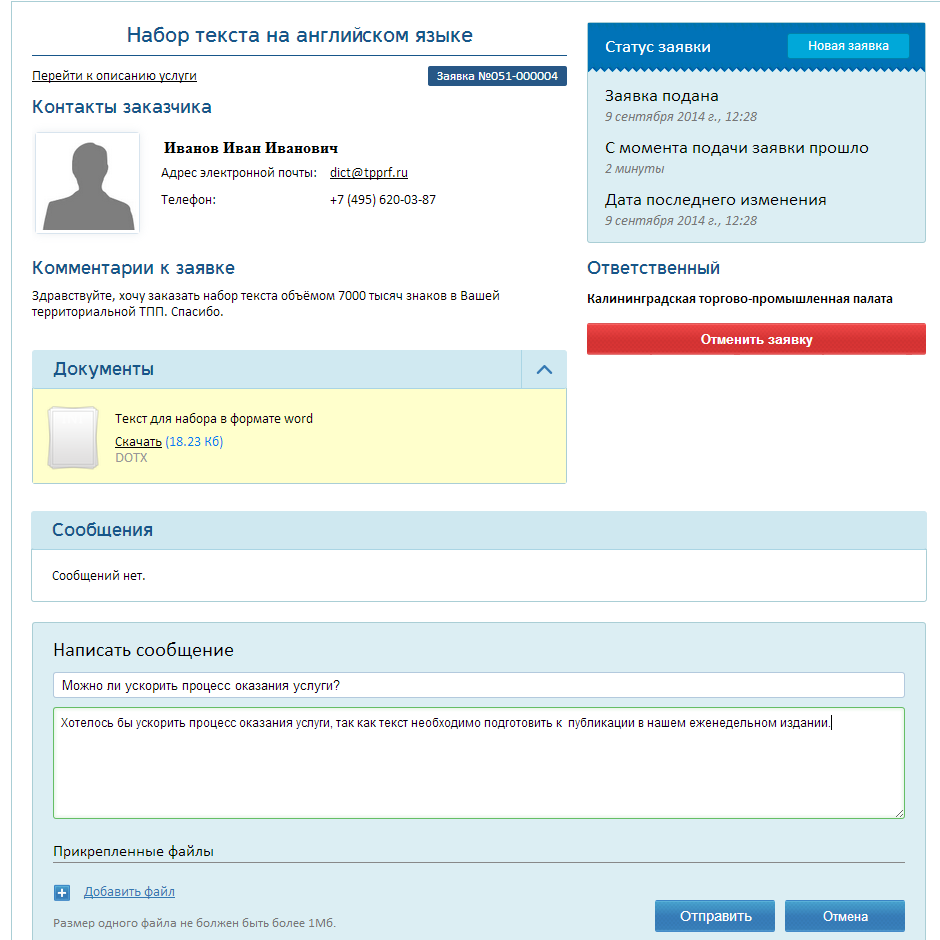 Набор текста на английском языке
Перейти к описанию услуги
Заявка №051-000004
Контакты заказчика
Иванов Иван Иванович
Адрес электронной почты: dict@tpprf.ru
Телефон: +7 (495) 620-03-87
Комментарии к заявке
Здравствуйте, хочу заказать набор текста объёмом 7000 тысяч знаков в Вашей
территориальной ТПП. Спасибо.
Документы
Текст для набора в формате word
Скачать (18.23 Кб)
DOTX
Статус заявки
Новая заявка
Заявка подана
9 сентября 2014 г., 12:28
С момента подачи заявки прошло
2 минуты
Дата последнего изменения
9 сентября 2014 г., 12:28
Ответственный
Калининградская торгово-промышленная палата
Отменить заявку
Сообщения
Сообщений нет.
Написать сообщение
Можно ли ускорить процесс оказания услуги?
Хотелось бы ускорить процесс оказания услуги, так как текст необходимо подготовить к публикации в нашем еженедельном издании.
Прикрепленные файлы
Добавить файл
Размер одного файла не болжен быть более 1Мб.
Отправить
Отмена